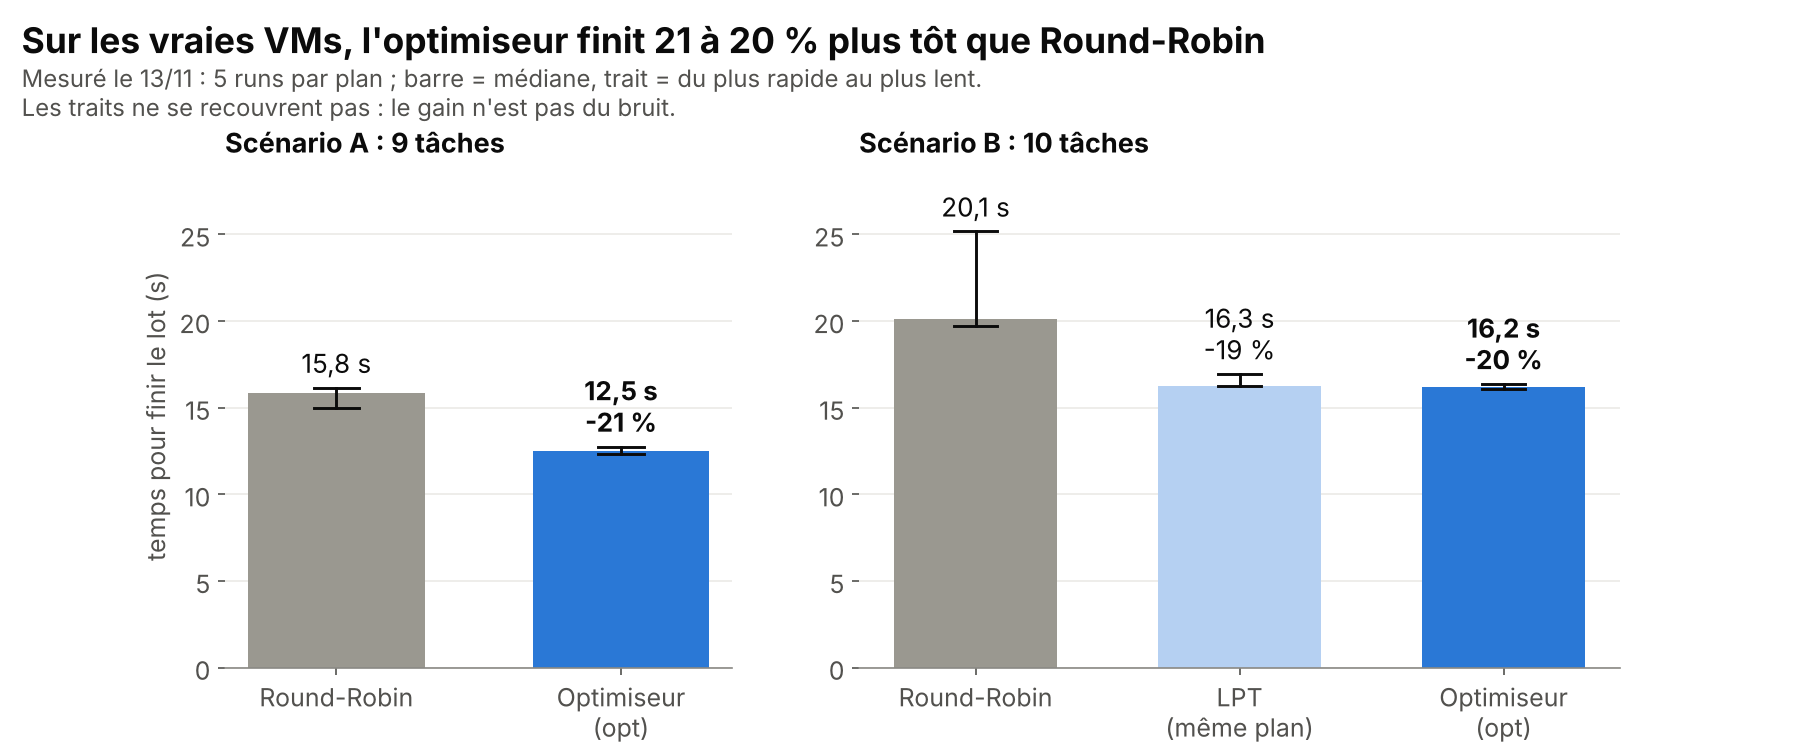 Sur les vraies VMs, l'optimiseur finit 21 à 20 % plus tôt que Round-Robin
Mesuré le 13/11 : 5 runs par plan ; barre = médiane, trait = du plus rapide au plus lent.
Les traits ne se recouvrent pas : le gain n'est pas du bruit.
Scénario A : 9 tâches
temps pour finir le lot (s)
25
20
15
10
5
0
15,8 s
12,5 s
-21 %
Round-Robin
Optimiseur
(opt)
Scénario B : 10 tâches
25
20
15
10
5
0
20,1 s
16,3 s
-19 %
16,2 s
-20 %
Round-Robin
LPT
(même plan)
Optimiseur
(opt)